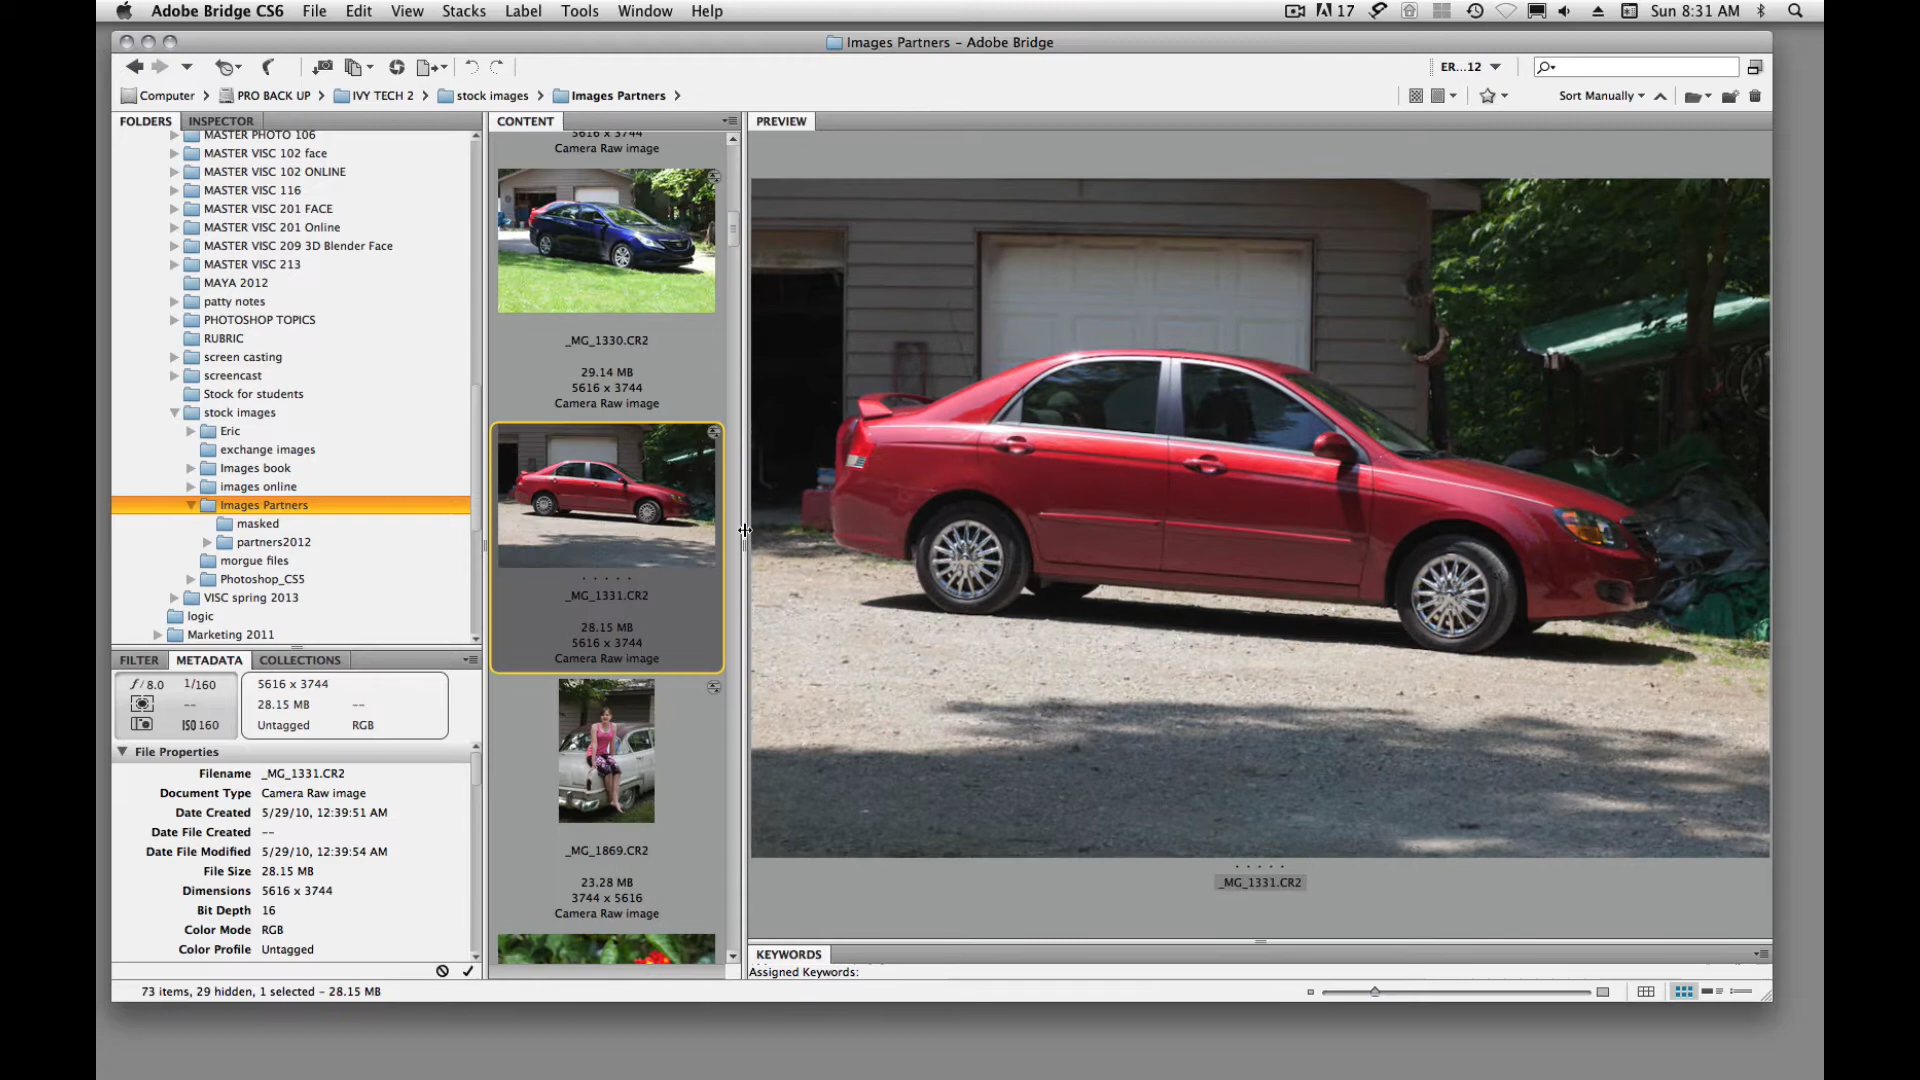 Adobe Bridge CS6 File Edit View Stacks Label Tools Window Help 17 Sun 8:31 AM
Images Partners – Adobe Bridge
ER...12
Computer PRO BACK UP IVY TECH 2 stock images Images Partners Sort Manually
FOLDERS INSPECTOR
MASTER PHOTO 106
MASTER VISC 102 face
MASTER VISC 102 ONLINE
MASTER VISC 116
MASTER VISC 201 FACE
MASTER VISC 201 Online
MASTER VISC 209 3D Blender Face
MASTER VISC 213
MAYA 2012
patty notes
PHOTOSHOP TOPICS
RUBRIC
screen casting
screencast
Stock for students
stock images
Eric
exchange images
Images book
images online
Images Partners
masked
partners2012
morgue files
Photoshop_CS5
VISC spring 2013
logic
Marketing 2011
FILTER METADATA COLLECTIONS
f/8.0 1/160
--
ISO 160
5616 x 3744
28.15 MB --
Untagged RGB
File Properties
Filename _MG_1331.CR2
Document Type Camera Raw image
Date Created 5/29/10, 12:39:51 AM
Date File Created --
Date File Modified 5/29/10, 12:39:54 AM
File Size 28.15 MB
Dimensions 5616 x 3744
Bit Depth 16
Color Mode RGB
Color Profile Untagged
73 items, 29 hidden, 1 selected – 28.15 MB
CONTENT
5616 x 3744
Camera Raw image
_MG_1330.CR2
29.14 MB
5616 x 3744
Camera Raw image
_MG_1331.CR2
28.15 MB
5616 x 3744
Camera Raw image
_MG_1869.CR2
23.28 MB
3744 x 5616
Camera Raw image
PREVIEW
_MG_1331.CR2
KEYWORDS
Assigned Keywords: